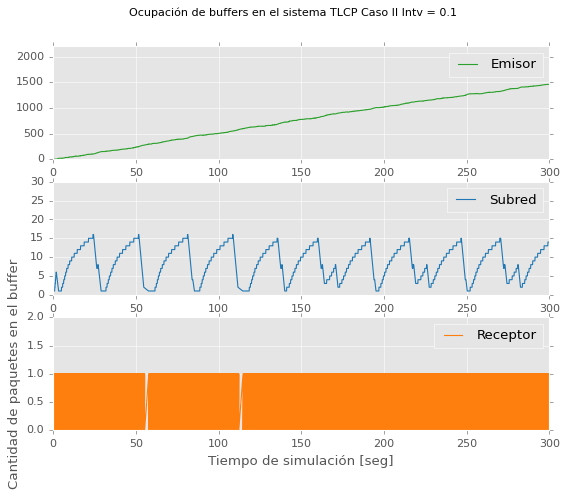 Ocupación de buffers en el sistema TLCP Caso II Intv = 0.1
2000
1500
1000
500
0
Emisor
0 50 100 150 200 250 300
30
25
20
15
10
5
0
Subred
0 50 100 150 200 250 300
2.0
1.5
1.0
0.5
0.0
Receptor
0 50 100 150 200 250 300
Cantidad de paquetes en el buffer
Tiempo de simulación [seg]